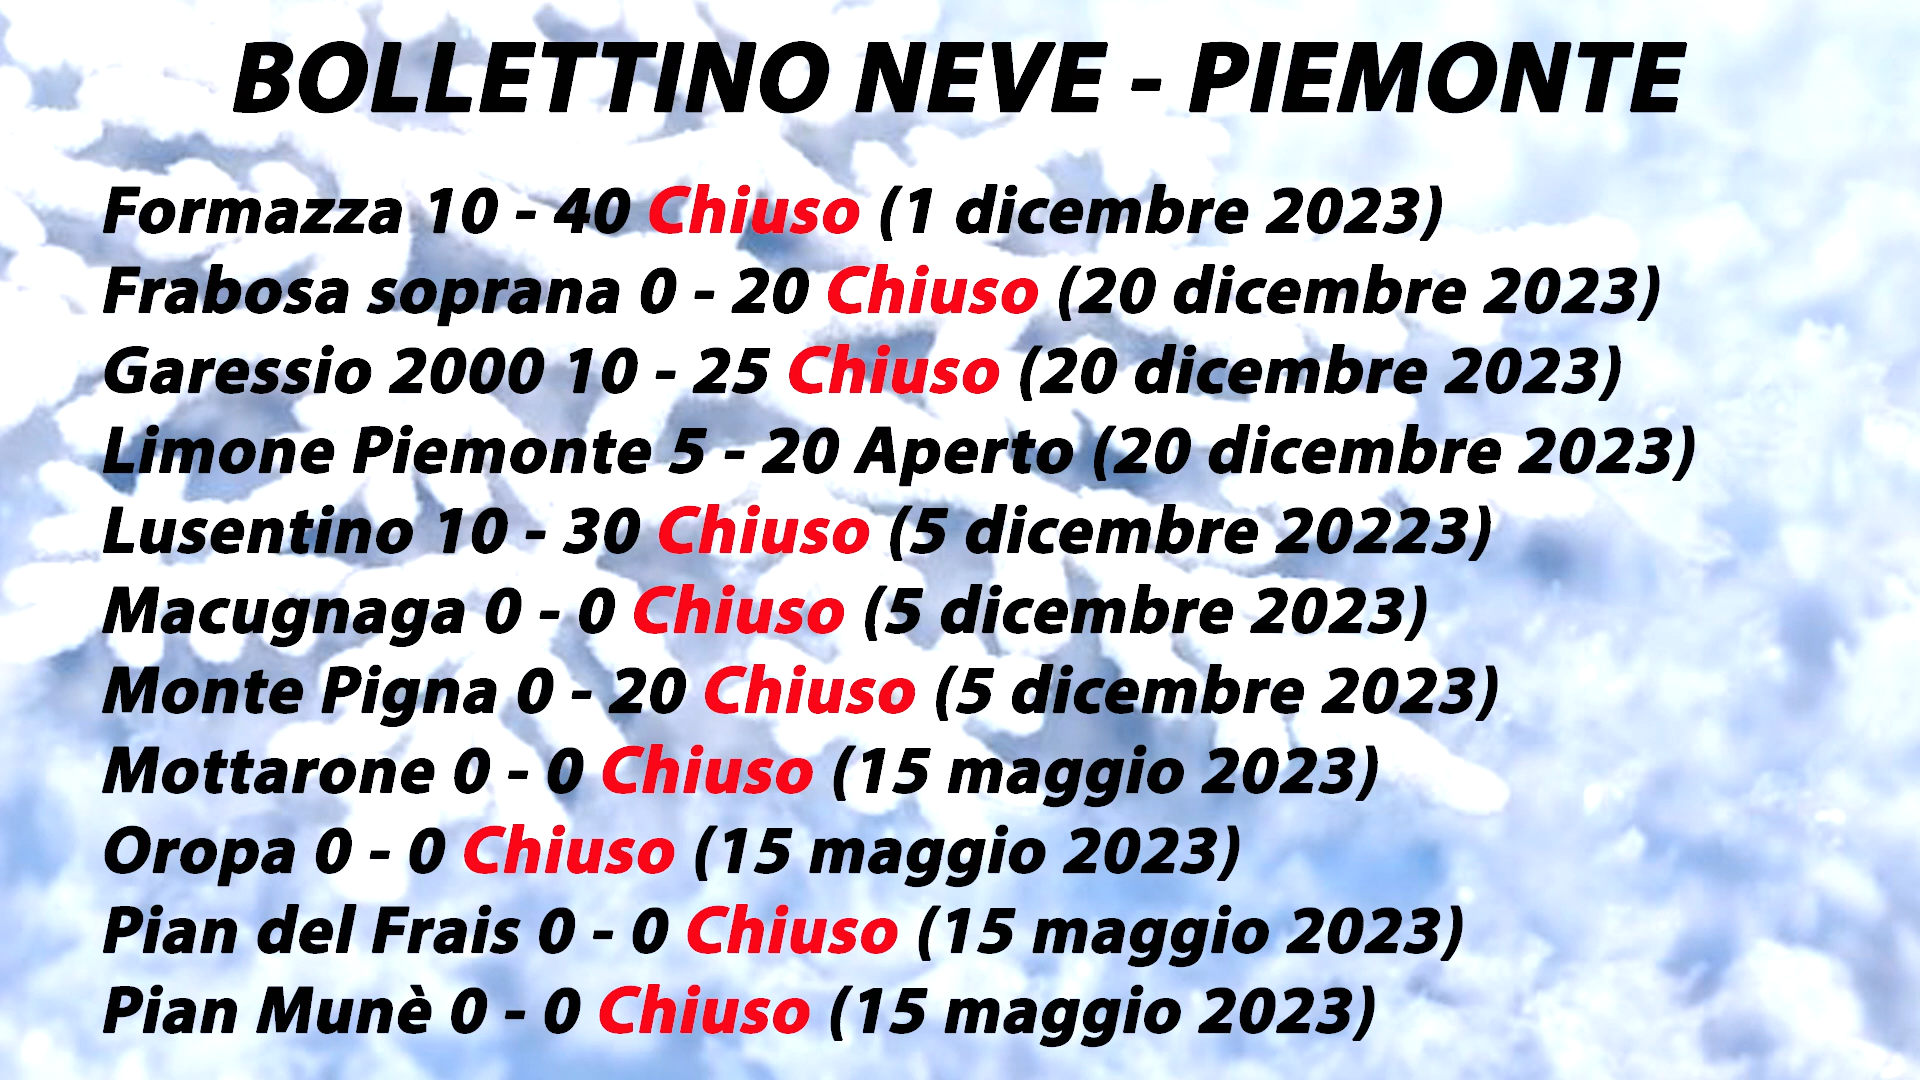 BOLLETTINO NEVE - PIEMONTE
Formazza 10 - 40 Chiuso (1 dicembre 2023)
Frabosa soprana 0 - 20 Chiuso (20 dicembre 2023)
Garessio 2000 10 - 25 Chiuso (20 dicembre 2023)
Limone Piemonte 5 - 20 Aperto (20 dicembre 2023)
Lusentino 10 - 30 Chiuso (5 dicembre 20223)
Macugnaga 0 - 0 Chiuso (5 dicembre 2023)
Monte Pigna 0 - 20 Chiuso (5 dicembre 2023)
Mottarone 0 - 0 Chiuso (15 maggio 2023)
Oropa 0 - 0 Chiuso (15 maggio 2023)
Pian del Frais 0 - 0 Chiuso (15 maggio 2023)
Pian Munè 0 - 0 Chiuso (15 maggio 2023)